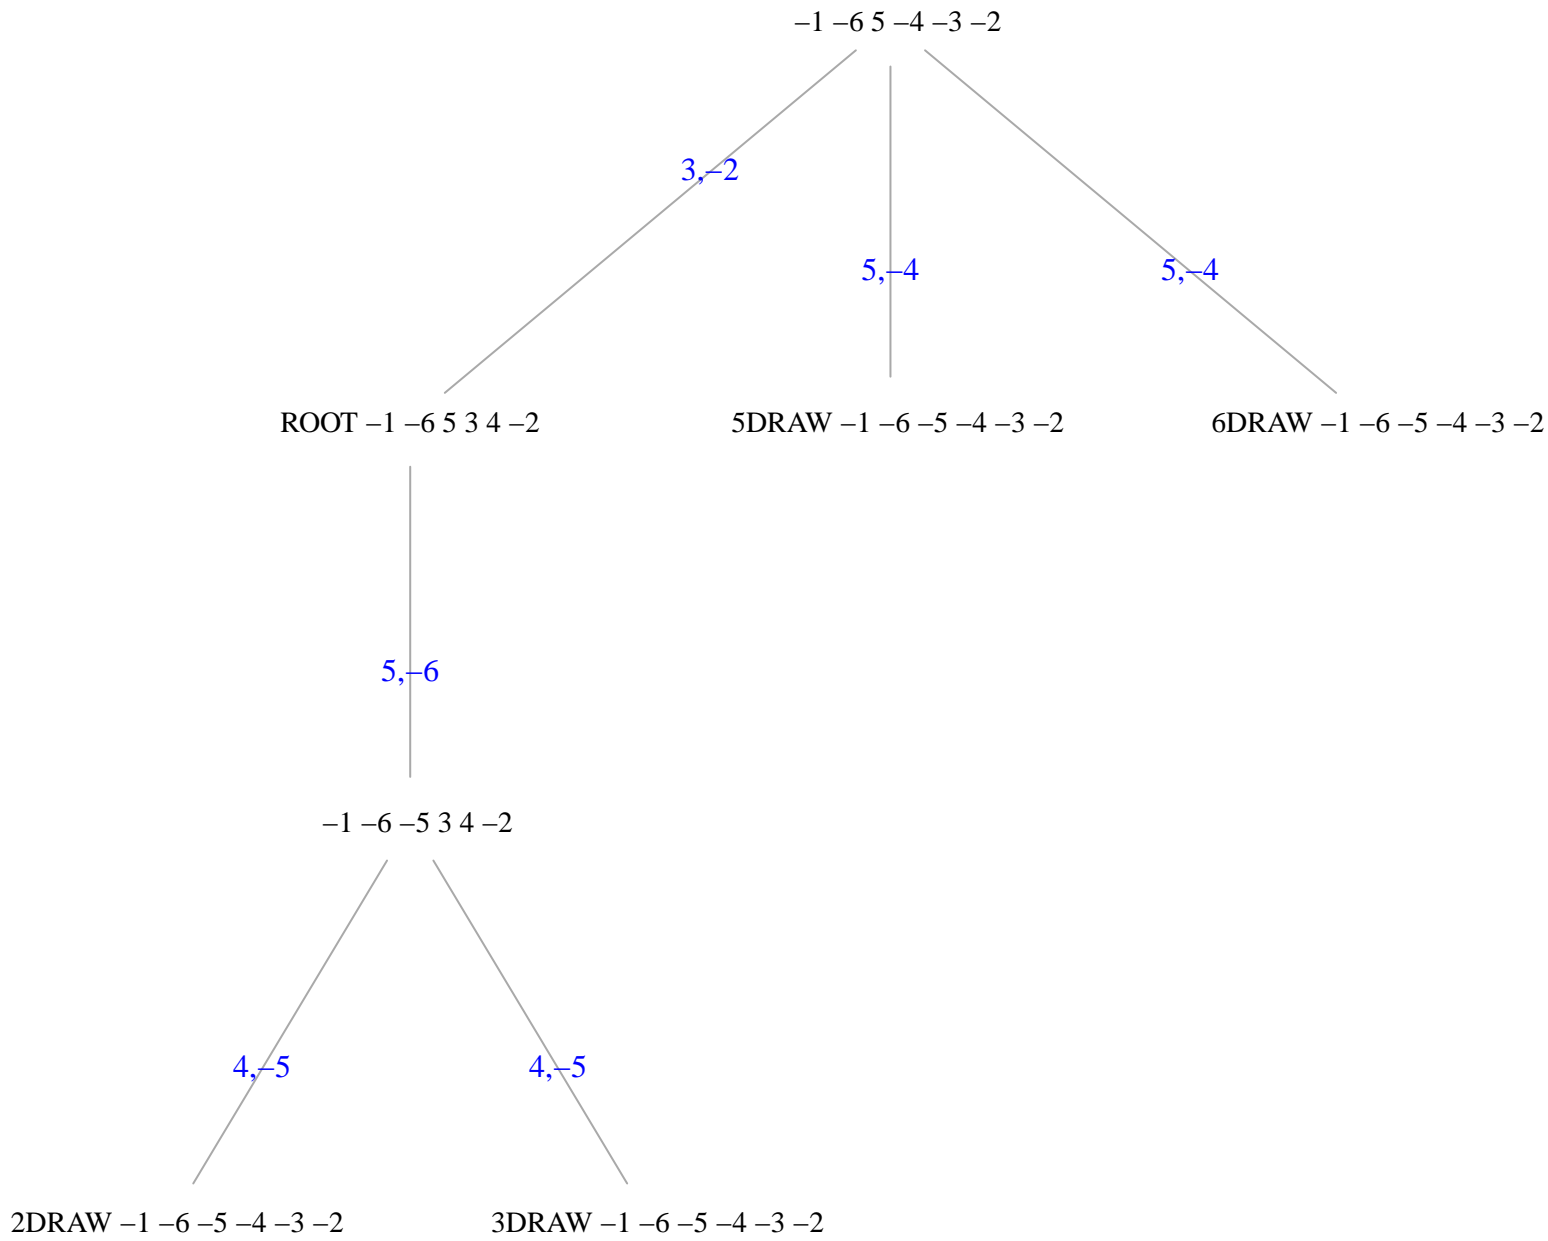 –1 –6 5 –4 –3 –2
3,–2
5,–4
5,–4
ROOT –1 –6 5 3 4 –2
5DRAW –1 –6 –5 –4 –3 –2
6DRAW –1 –6 –5 –4 –3 –2
5,–6
–1 –6 –5 3 4 –2
4,–5
4,–5
2DRAW –1 –6 –5 –4 –3 –2
3DRAW –1 –6 –5 –4 –3 –2